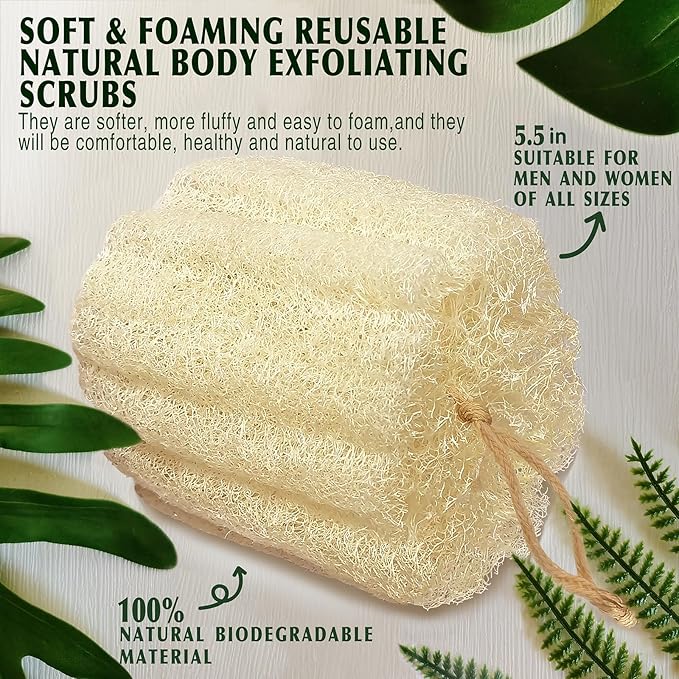 SOFT & FOAMING REUSABLE
NATURAL BODY EXFOLIATING
SCRUBS
They are softer, more fluffy and easy to foam,and they
will be comfortable, healthy and natural to use.
5.5 in
SUITABLE FOR
MEN AND WOMEN
OF ALL SIZES
100%
NATURAL BIODEGRADABLE
MATERIAL